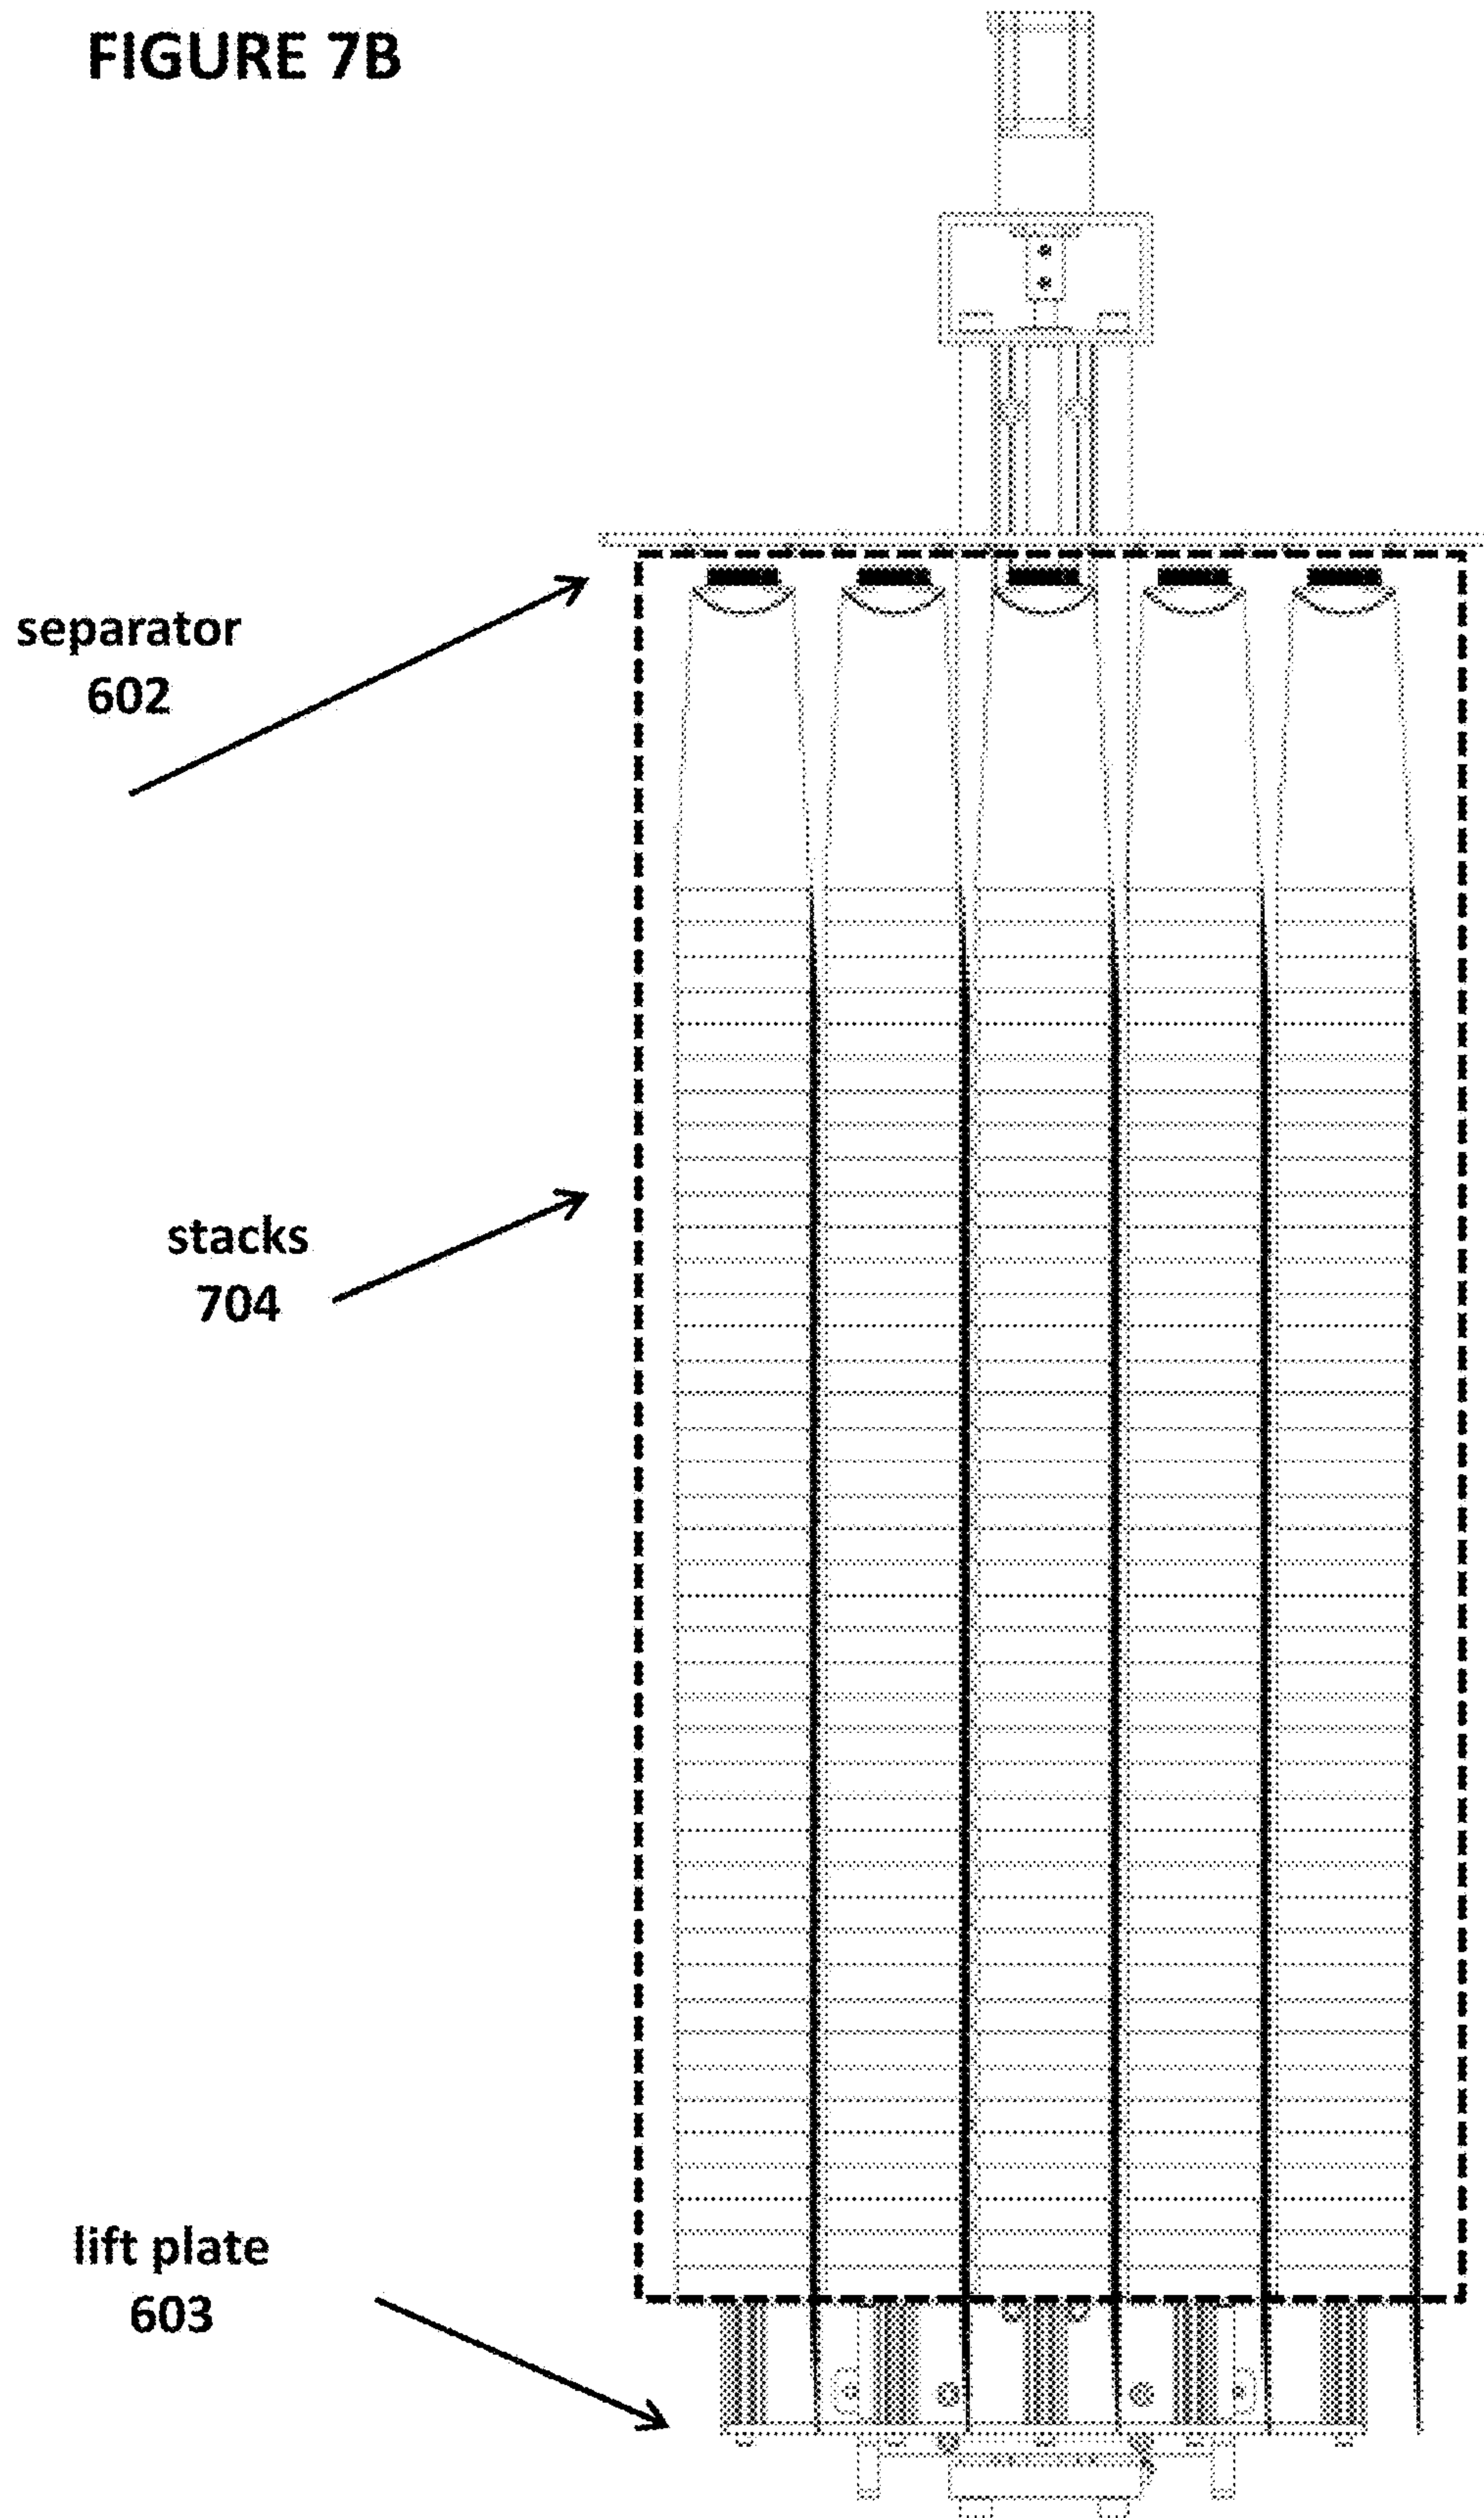 FIGURE 7B
separator
602
stacks
704
lift plate
603